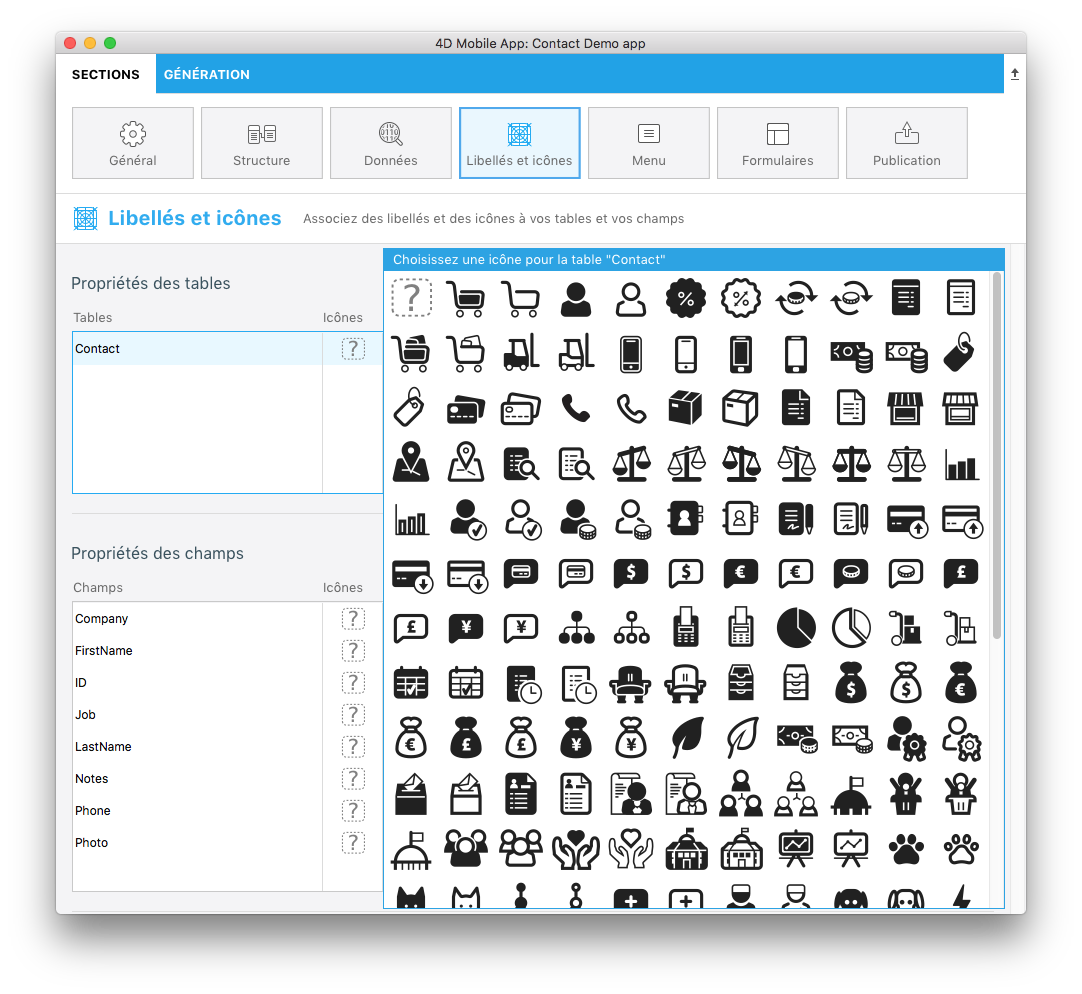 4D Mobile App: Contact Demo app
SECTIONS
GÉNÉRATION
Général
Structure
Données
Libellés et icônes
Menu
Formulaires
Publication
Libellés et icônes
Associez des libellés et des icônes à vos tables et vos champs
Propriétés des tables
Tables
Icônes
Contact
?
Propriétés des champs
Champs
Icônes
Company
?
FirstName
?
ID
?
Job
?
LastName
?
Notes
?
Phone
?
Photo
?
Choisissez une icône pour la table "Contact"
?